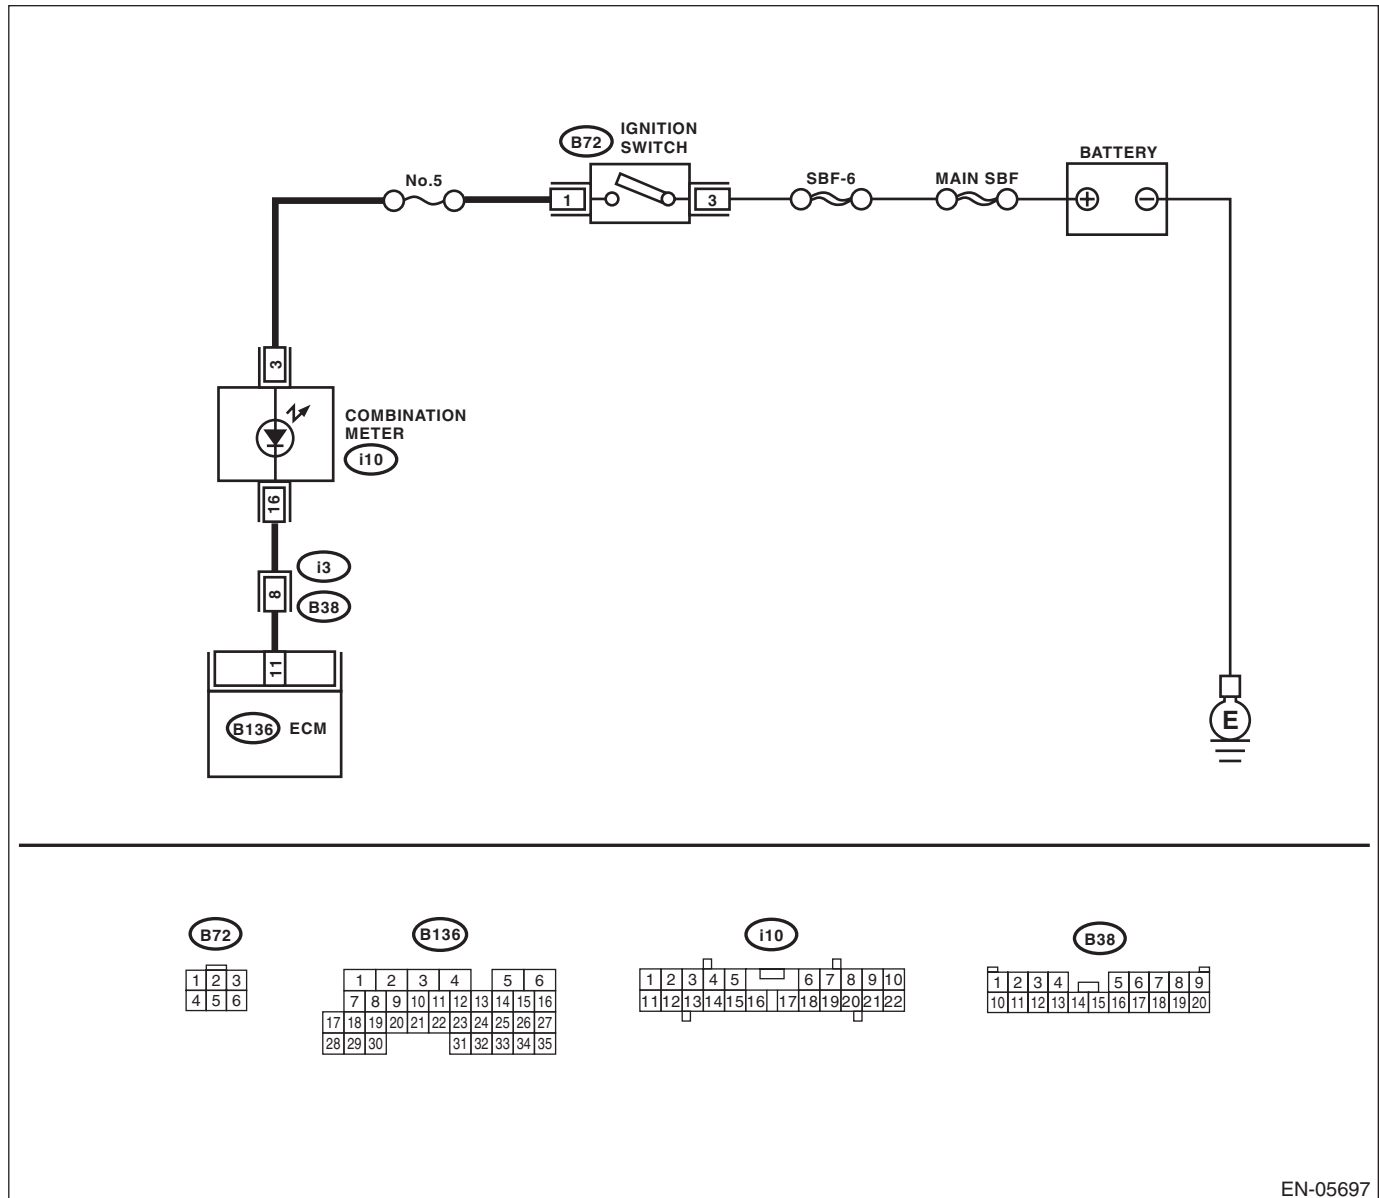 B72
IGNITION
SWITCH
BATTERY
No.5
SBF-6
MAIN SBF
1
3
3
COMBINATION
METER
i10
16
i3
8
B38
11
B136
ECM
E
B72
1 2 3
4 5 6
B136
1 2 3 4 5 6
7 8 9 10 11 12 13 14 15 16
17 18 19 20 21 22 23 24 25 26 27
28 29 30 31 32 33 34 35
i10
1 2 3 4 5 6 7 8 9 10
11 12 13 14 15 16 17 18 19 20 21 22
B38
1 2 3 4 5 6 7 8 9
10 11 12 13 14 15 16 17 18 19 20
EN-05697